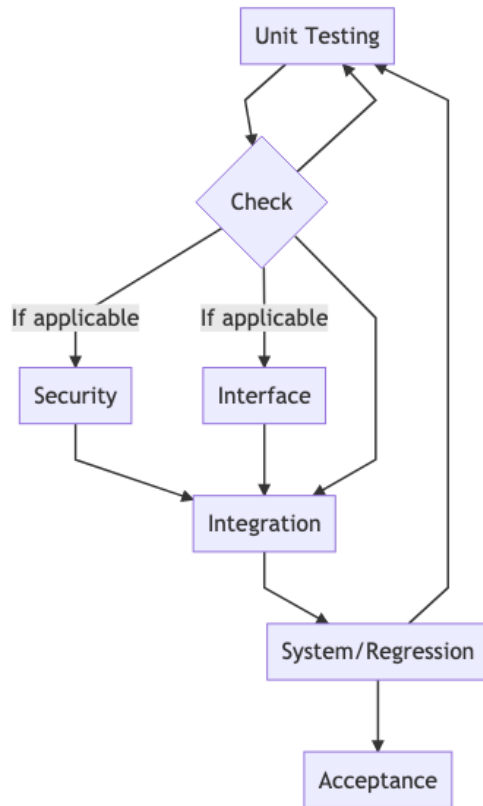 Unit Testing
Check
If applicable
If applicable
Security
Interface
Integration
System/Regression
Acceptance